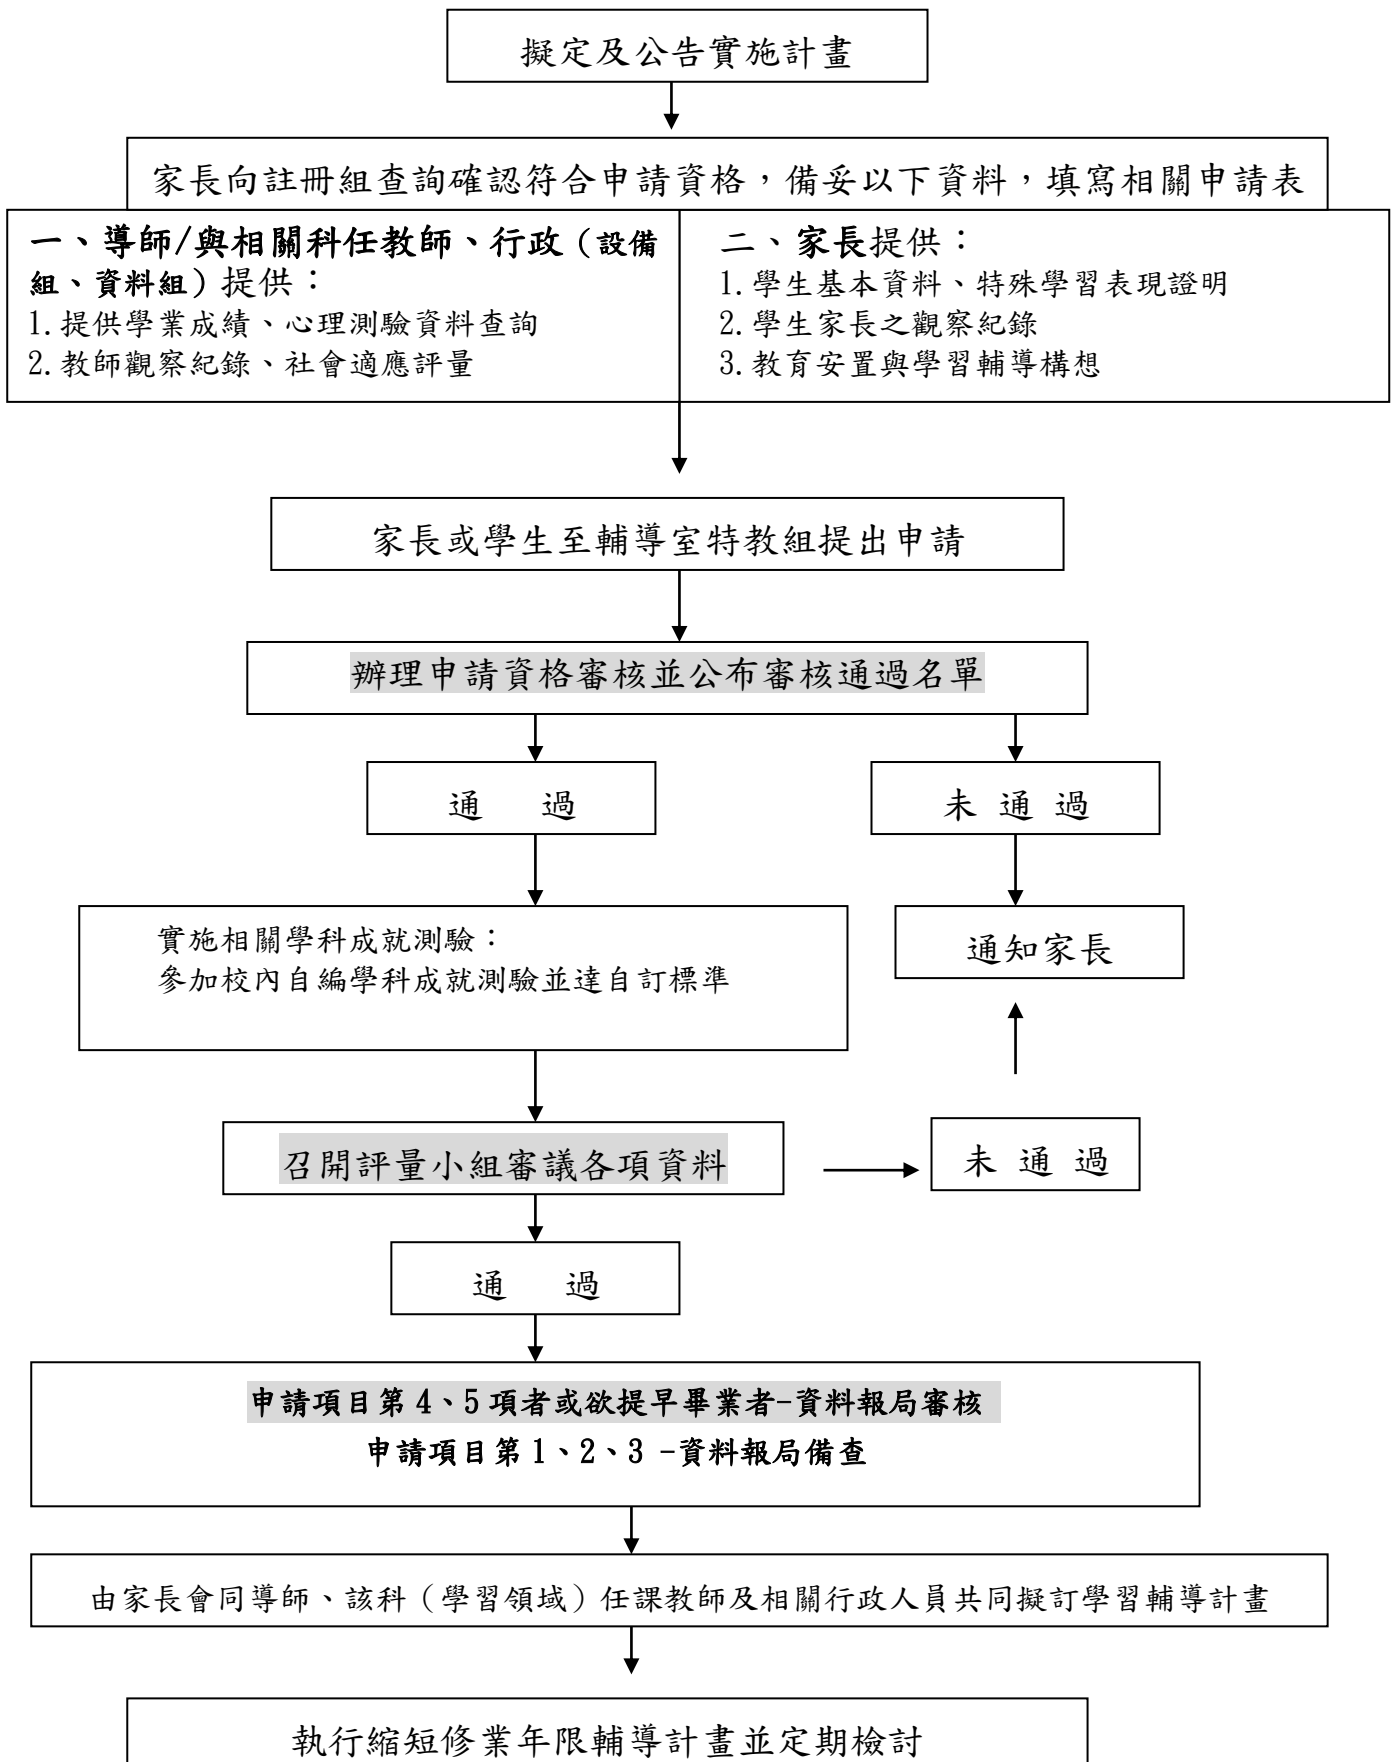 擬定及公告實施計畫
家長向註冊組查詢確認符合申請資格，備妥以下資料，填寫相關申請表
一、導師/與相關科任教師、行政（設備
組、資料組）提供：
1.提供學業成績、心理測驗資料查詢
2.教師觀察紀錄、社會適應評量
二、家長提供：
1.學生基本資料、特殊學習表現證明
2.學生家長之觀察紀錄
3.教育安置與學習輔導構想
家長或學生至輔導室特教組提出申請
辦理申請資格審核並公布審核通過名單
通　過
未 通 過
實施相關學科成就測驗：
參加校內自編學科成就測驗並達自訂標準
通知家長
召開評量小組審議各項資料
未 通 過
通　過
申請項目第 4、5 項者或欲提早畢業者-資料報局審核
申請項目第 1、2、3 -資料報局備查
由家長會同導師、該科（學習領域）任課教師及相關行政人員共同擬訂學習輔導計畫
執行縮短修業年限輔導計畫並定期檢討